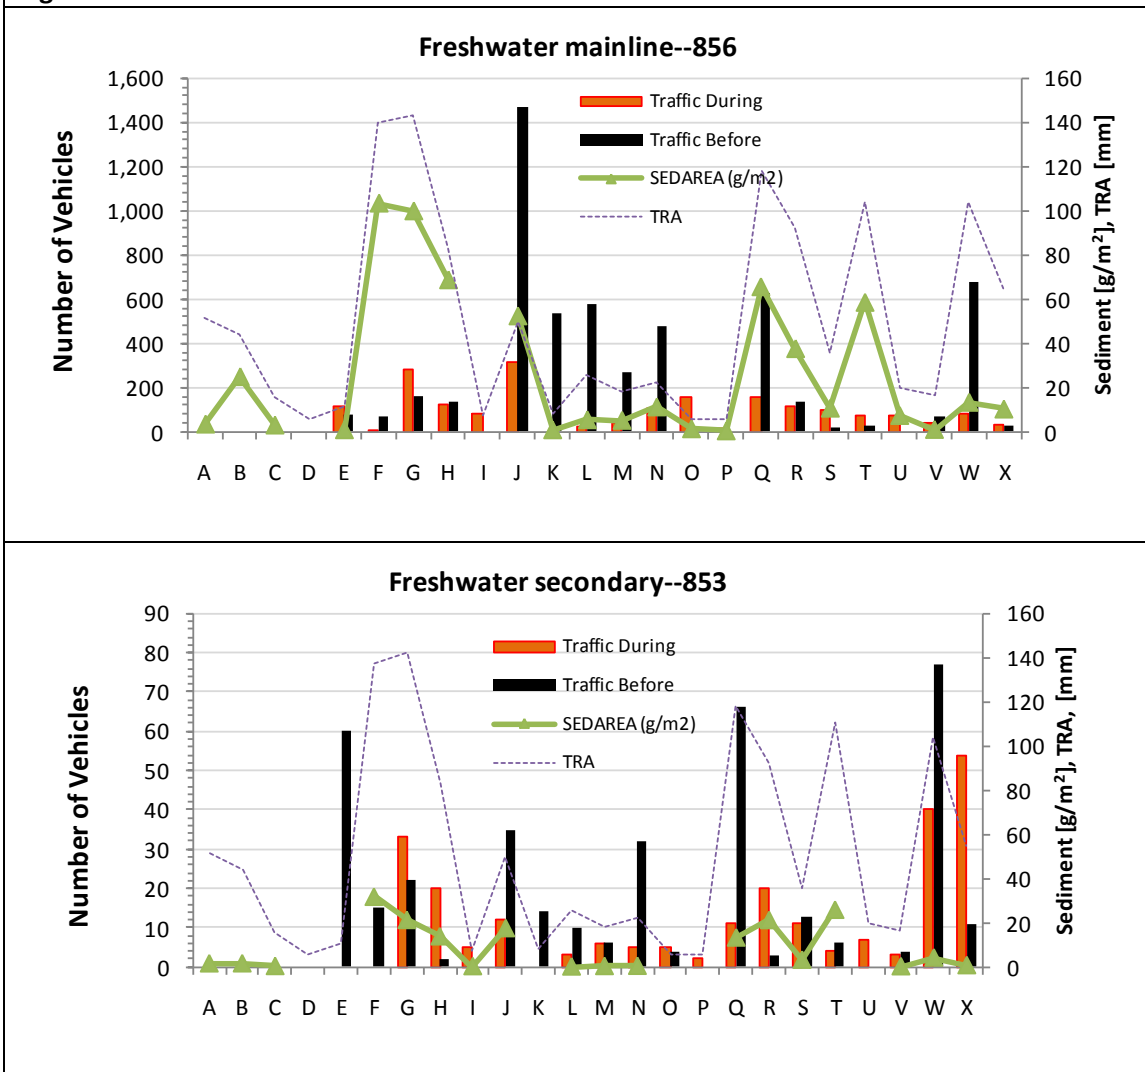 Freshwater mainline--856
1,600
1,400
1,200
1,000
800
600
400
200
0
Number of Vehicles
Traffic During
Traffic Before
SEDAREA (g/m2)
TRA
160
140
120
100
80
60
40
20
0
Sediment [g/m²], TRA [mm]
A B C D E F G H I J K L M N O P Q R S T U V W X
Freshwater secondary--853
90
80
70
60
50
40
30
20
10
0
Number of Vehicles
Traffic During
Traffic Before
SEDAREA (g/m2)
TRA
160
140
120
100
80
60
40
20
0
Sediment [g/m²], TRA, [mm]
A B C D E F G H I J K L M N O P Q R S T U V W X